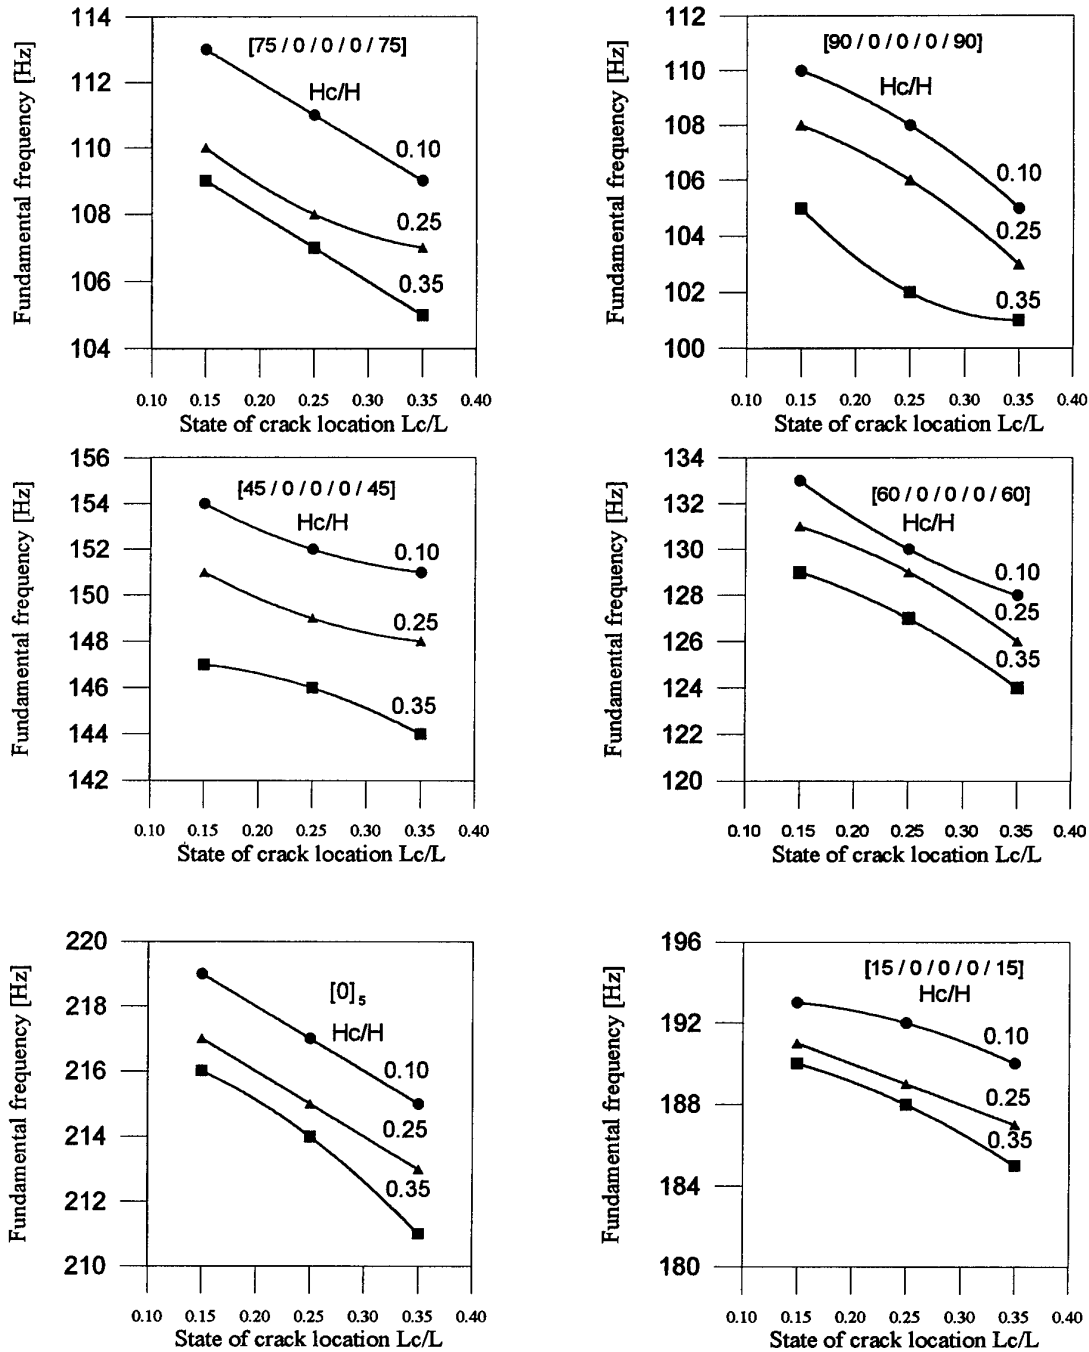 114
112
110
108
106
104
Fundamental frequency [Hz]
[75 / 0 / 0 / 0 / 75]
Hc/H
0.10
0.25
0.35
0.10 0.15 0.20 0.25 0.30 0.35 0.40
State of crack location Lc/L
112
110
108
106
104
102
100
Fundamental frequency [Hz]
[90 / 0 / 0 / 0 / 90]
Hc/H
0.10
0.25
0.35
0.10 0.15 0.20 0.25 0.30 0.35 0.40
State of crack location Lc/L
156
154
152
150
148
146
144
142
Fundamental frequency [Hz]
[45 / 0 / 0 / 0 / 45]
Hc/H
0.10
0.25
0.35
0.10 0.15 0.20 0.25 0.30 0.35 0.40
State of crack location Lc/L
134
132
130
128
126
124
122
120
Fundamental frequency [Hz]
[60 / 0 / 0 / 0 / 60]
Hc/H
0.10
0.25
0.35
0.10 0.15 0.20 0.25 0.30 0.35 0.40
State of crack location Lc/L
220
218
216
214
211
210
Fundamental frequency [Hz]
[0]5
Hc/H
0.10
0.25
0.35
0.10 0.15 0.20 0.25 0.30 0.35 0.40
State of crack location Lc/L
196
192
188
184
180
Fundamental frequency [Hz]
[15 / 0 / 0 / 0 / 15]
Hc/H
0.10
0.25
0.35
0.10 0.15 0.20 0.25 0.30 0.35 0.40
State of crack location Lc/L